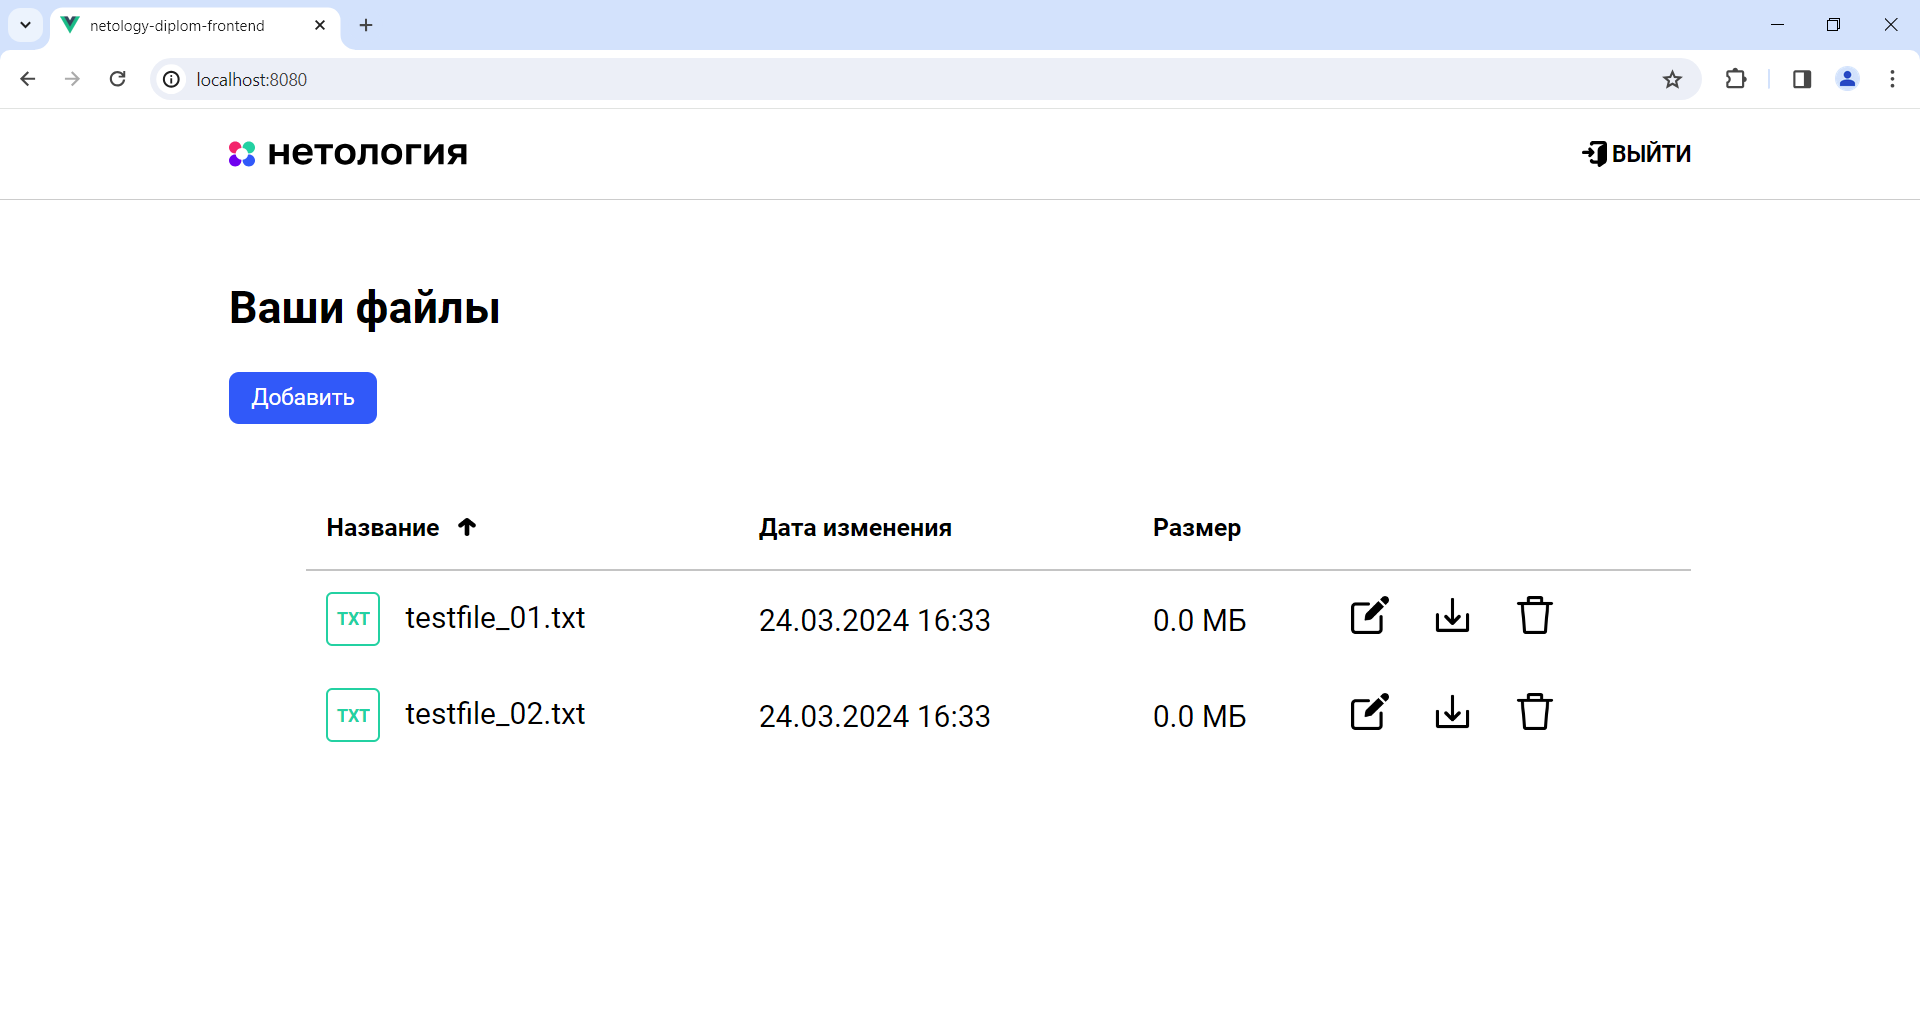 netology-diplom-frontend
localhost:8080
нетология
ВЫЙТИ
Ваши файлы
Добавить
Название Дата изменения Размер
TXT testfile_01.txt 24.03.2024 16:33 0.0 МБ
TXT testfile_02.txt 24.03.2024 16:33 0.0 МБ